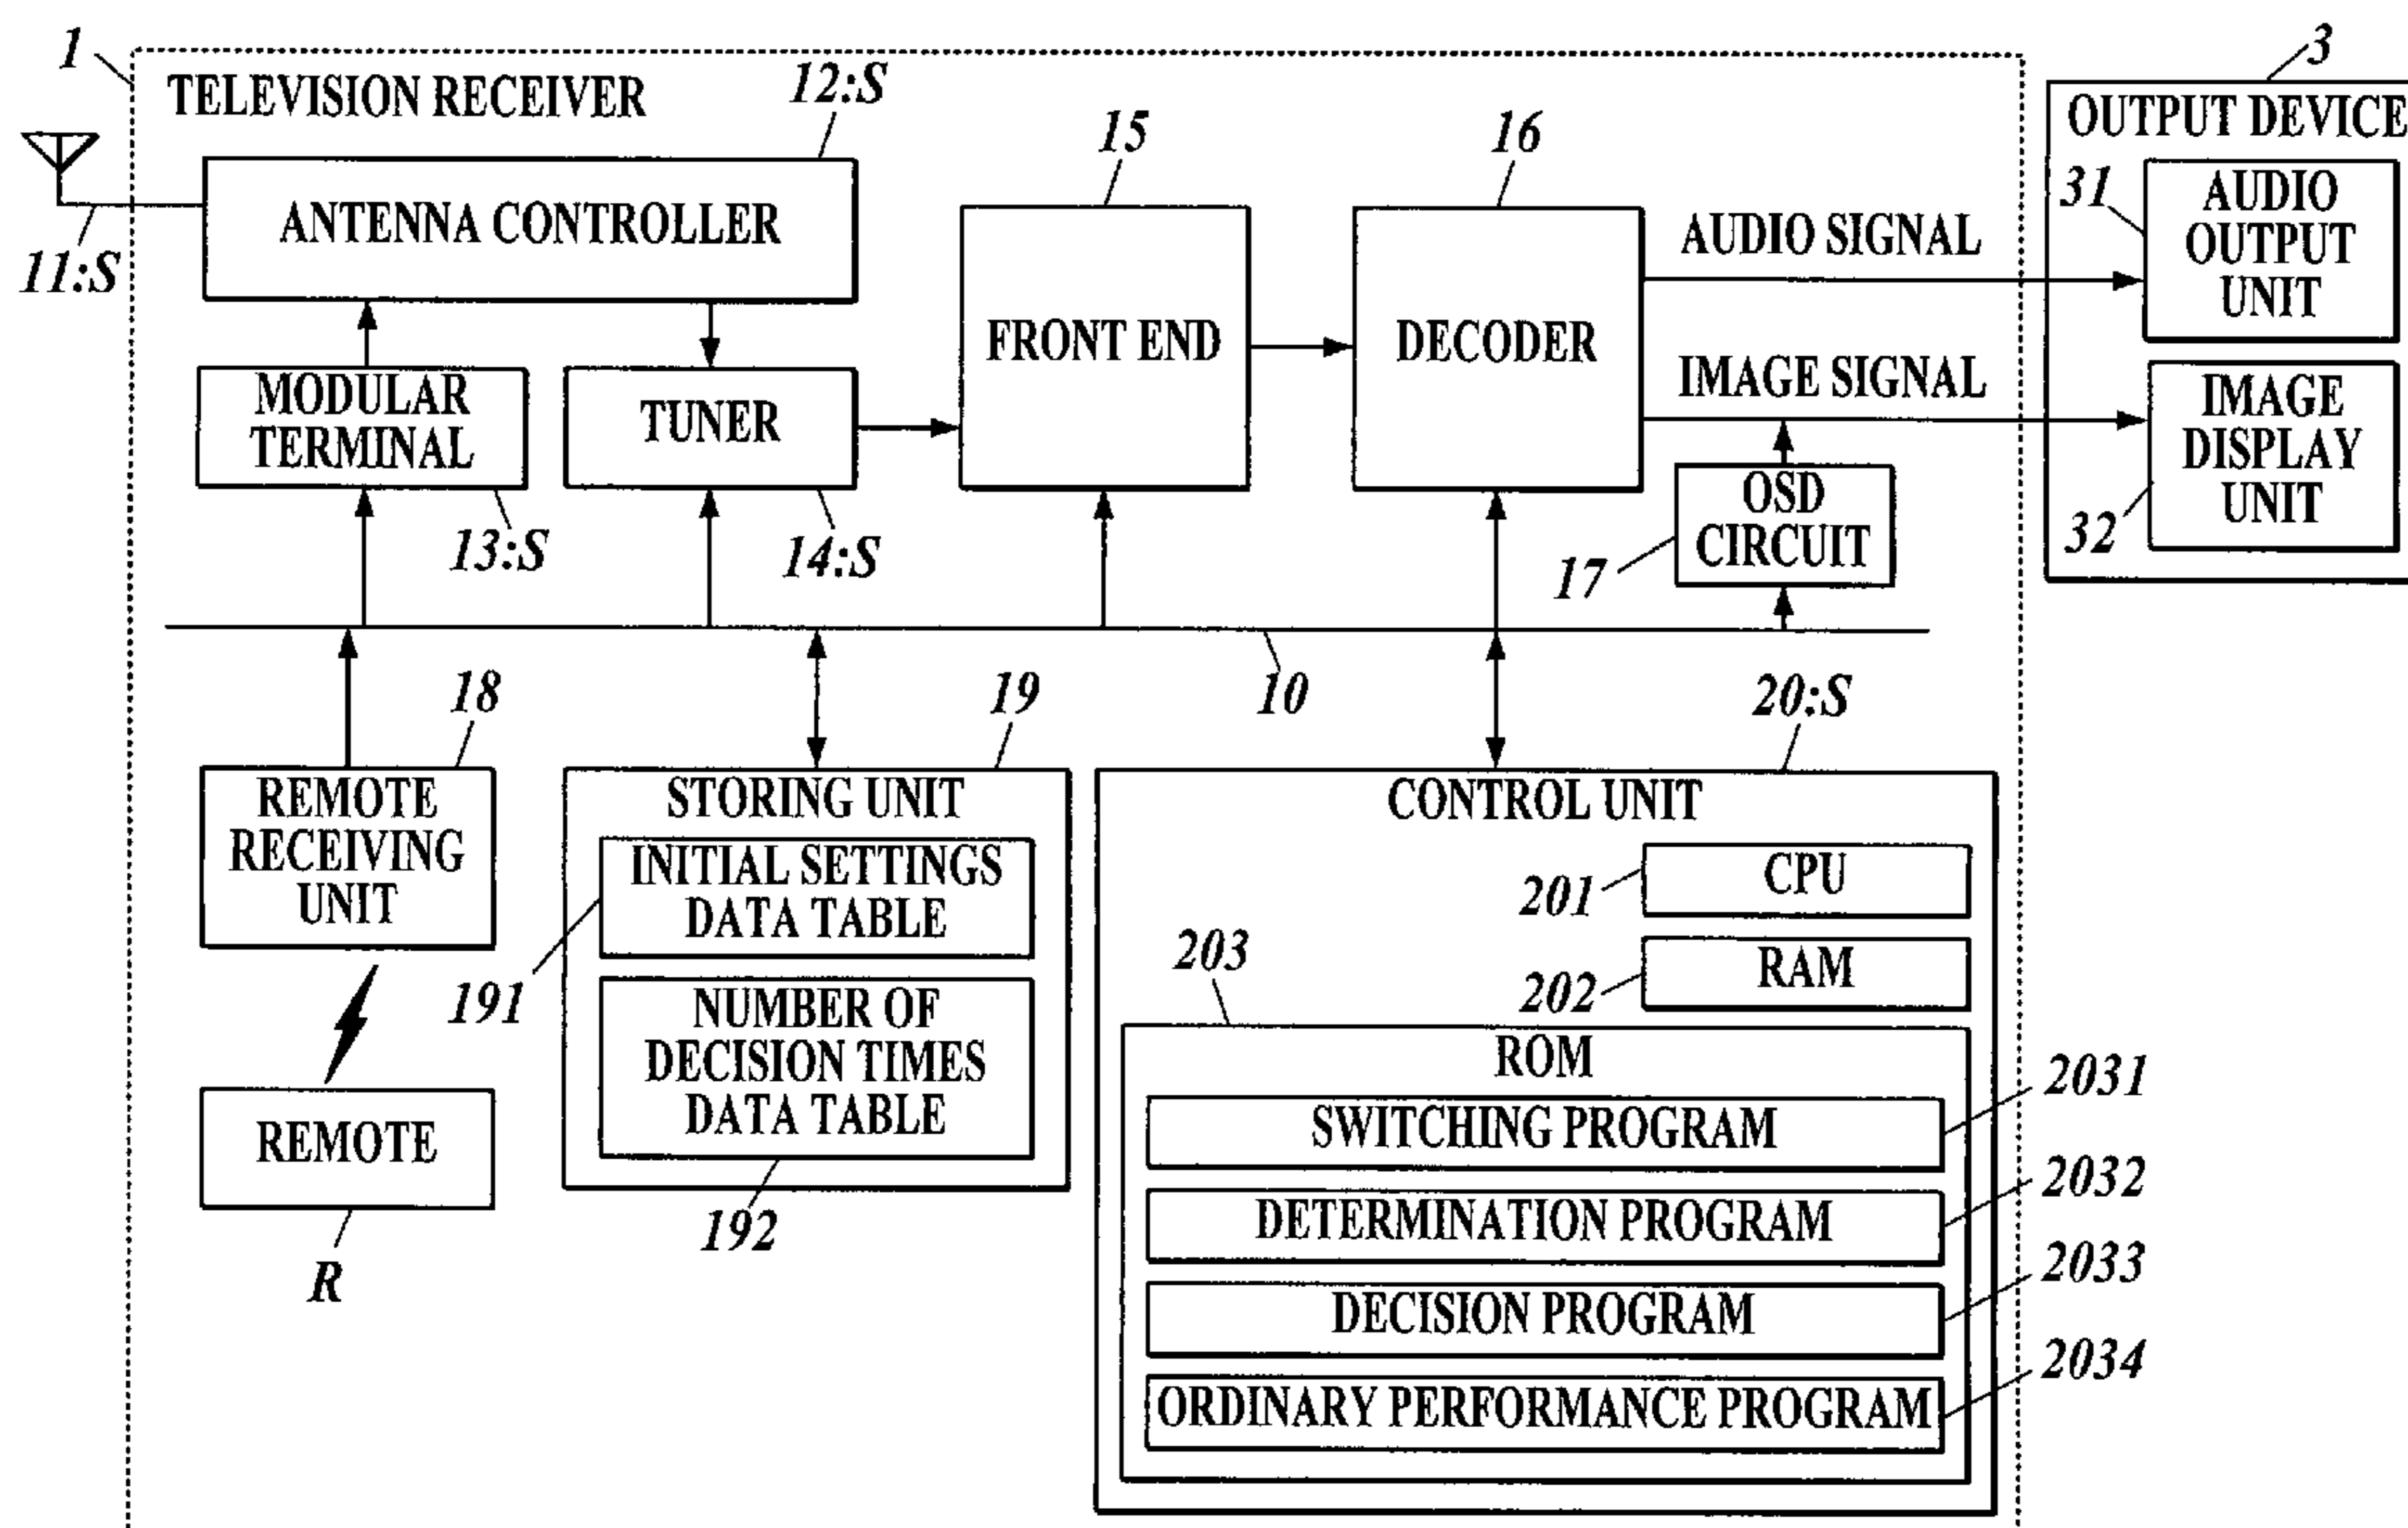 1
TELEVISION RECEIVER
12:S
3
OUTPUT DEVICE
15
16
31
AUDIO
OUTPUT
UNIT
ANTENNA CONTROLLER
11:S
AUDIO SIGNAL
FRONT END
DECODER
IMAGE SIGNAL
MODULAR
TERMINAL
TUNER
IMAGE
DISPLAY
UNIT
32
OSD
CIRCUIT
13:S
14:S
17
18
19
10
20:S
REMOTE
RECEIVING
UNIT
STORING UNIT
INITIAL SETTINGS
DATA TABLE
191
NUMBER OF
DECISION TIMES
DATA TABLE
192
REMOTE
R
CONTROL UNIT
CPU
201
RAM
202
203
ROM
SWITCHING PROGRAM
2031
DETERMINATION PROGRAM
2032
DECISION PROGRAM
2033
ORDINARY PERFORMANCE PROGRAM
2034